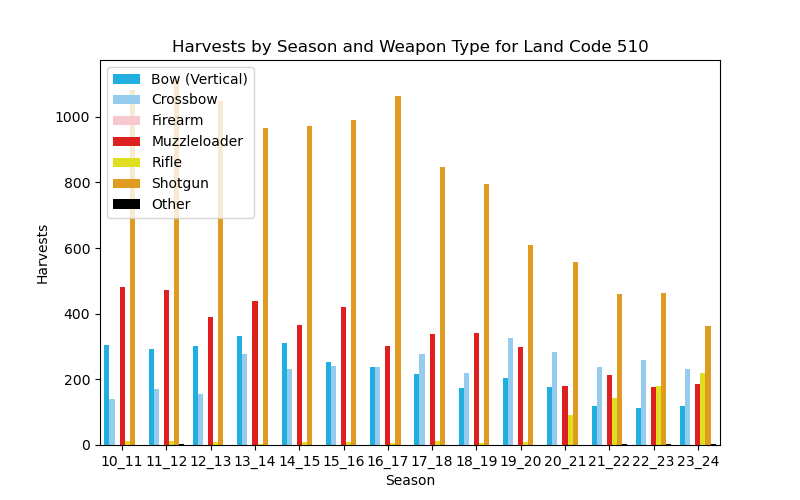 Harvests by Season and Weapon Type for Land Code 510
Bow (Vertical)
Crossbow
Firearm
Muzzleloader
Rifle
Shotgun
Other
1000
800
600
400
200
0
Harvests
10_11 11_12 12_13 13_14 14_15 15_16 16_17 17_18 18_19 19_20 20_21 21_22 22_23 23_24
Season